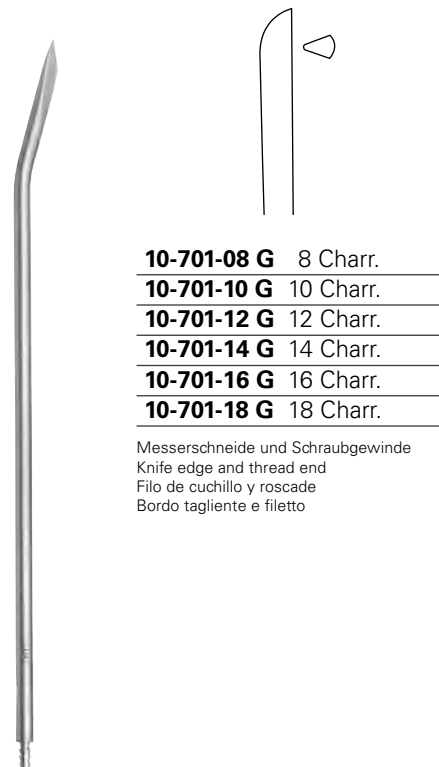 10-701-08 G 8 Charr.
10-701-10 G 10 Charr.
10-701-12 G 12 Charr.
10-701-14 G 14 Charr.
10-701-16 G 16 Charr.
10-701-18 G 18 Charr.
Messerschneide und Schraubgewinde
Knife edge and thread end
Filo de cuchillo y roscade
Bordo tagliente e filetto